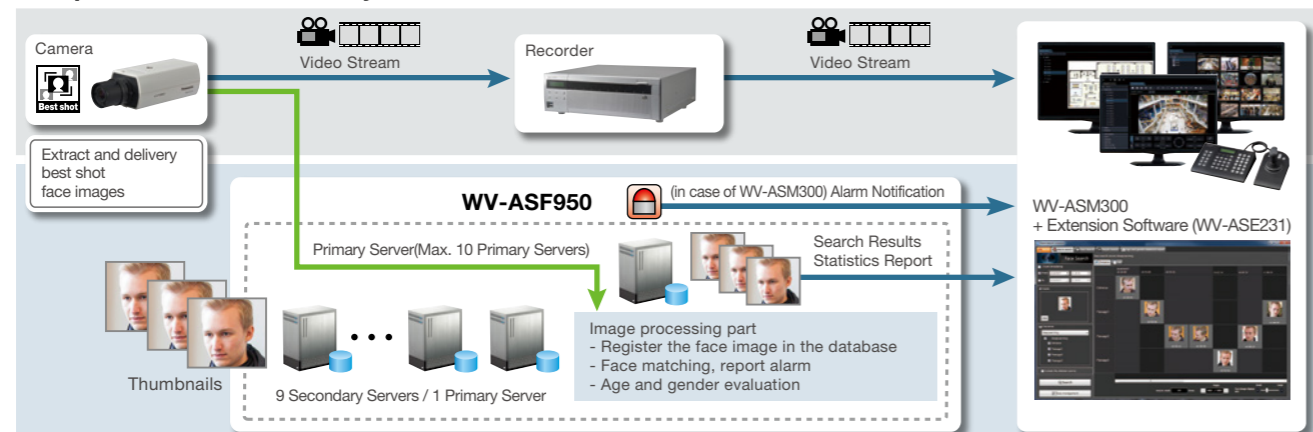 Camera
Best shot
Video Stream
Recorder
Video Stream
Extract and delivery
best shot
face images
WV-ASF950
(in case of WV-ASM300) Alarm Notification
WV-ASM300
+ Extension Software (WV-ASE231)
Primary Server(Max. 10 Primary Servers)
Search Results
Statistics Report
Thumbnails
9 Secondary Servers / 1 Primary Server
Image processing part
- Register the face image in the database
- Face matching, report alarm
- Age and gender evaluation
Face Search